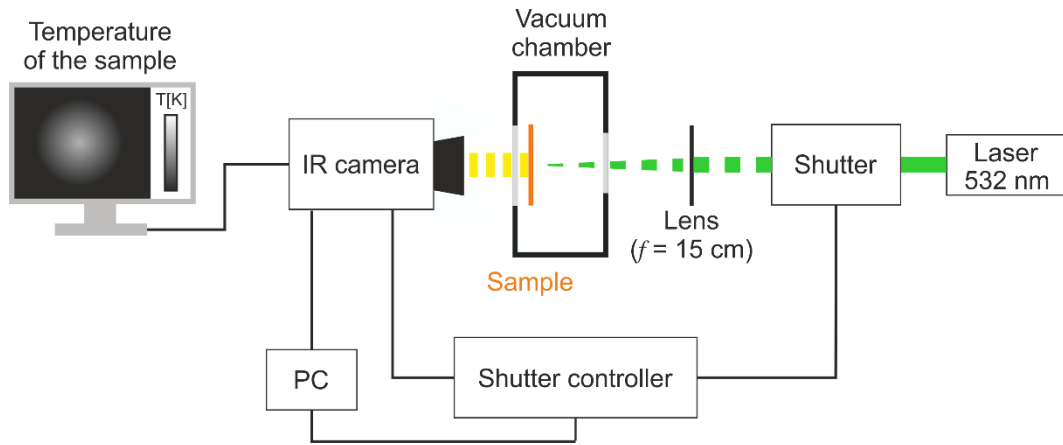 Temperature
of the sample
T[K]
IR camera
Vacuum
chamber
Sample
Lens
(f = 15 cm)
Shutter
Laser
532 nm
PC
Shutter controller